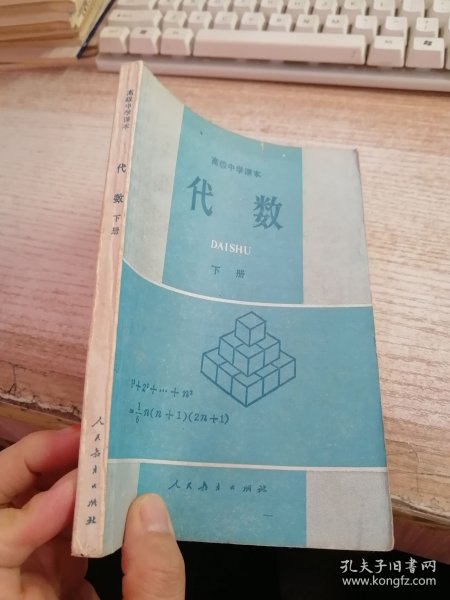 高级中学课本
代数
下册
人民教育出版社
高级中学课本
代数
DAISHU
下册
1²+2²+···+n²
=1/6 n(n+1)(2n+1)
人民教育出版社
孔夫子旧书网
www.kongfz.com